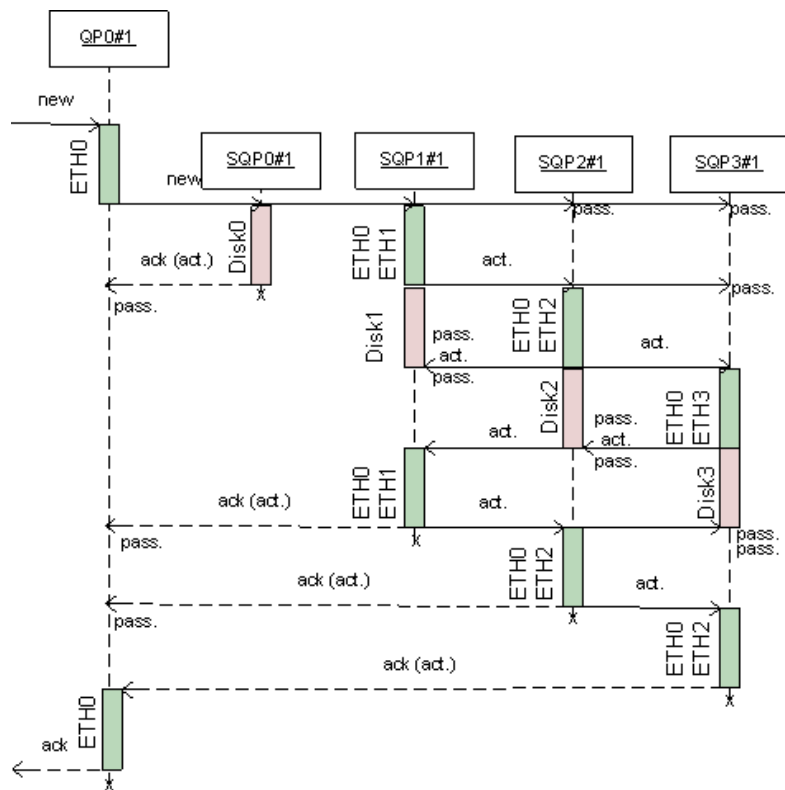 QP0#1
new
SQP0#1
SQP1#1
SQP2#1
SQP3#1
ETH0
new
pass.
pass.
Disk0
ETH0
ETH1
ack (act.)
act.
pass.
pass.
Disk1
ETH0
ETH2
pass.
act.
act.
pass.
Disk2
ETH0
ETH3
pass.
act.
act.
pass.
ETH0
ETH1
Disk3
ack (act.)
act.
pass.
pass.
pass.
ETH0
ETH2
ack (act.)
act.
pass.
ETH0
ETH2
ack (act.)
ETH0
ack